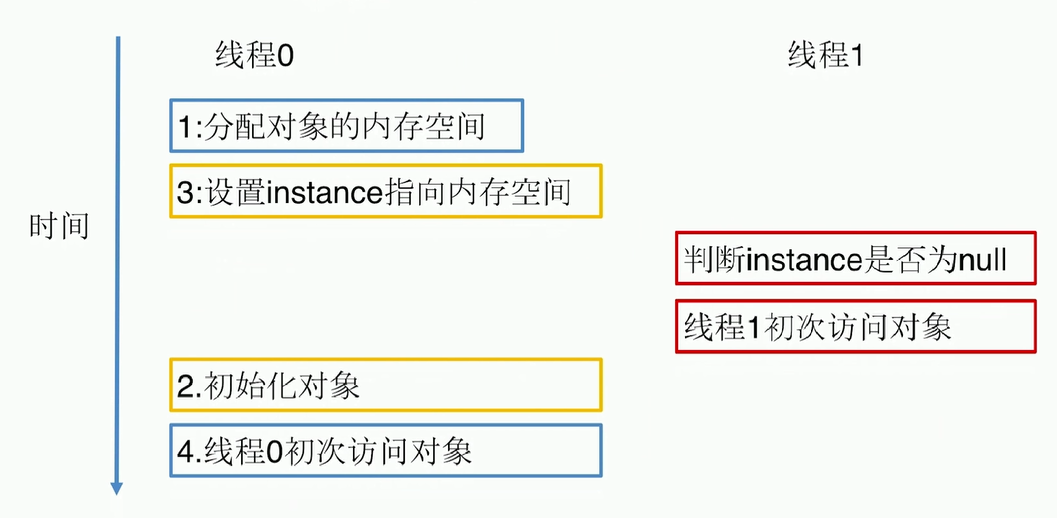 线程0
线程1
1:分配对象的内存空间
3:设置instance指向内存空间
时间
判断instance是否为null
线程1初次访问对象
2.初始化对象
4.线程0初次访问对象